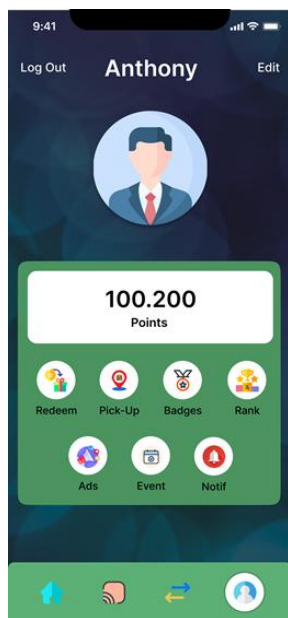 9:41
Log Out Anthony Edit
100.200
Points
Redeem Pick-Up Badges Rank
Ads Event Notif